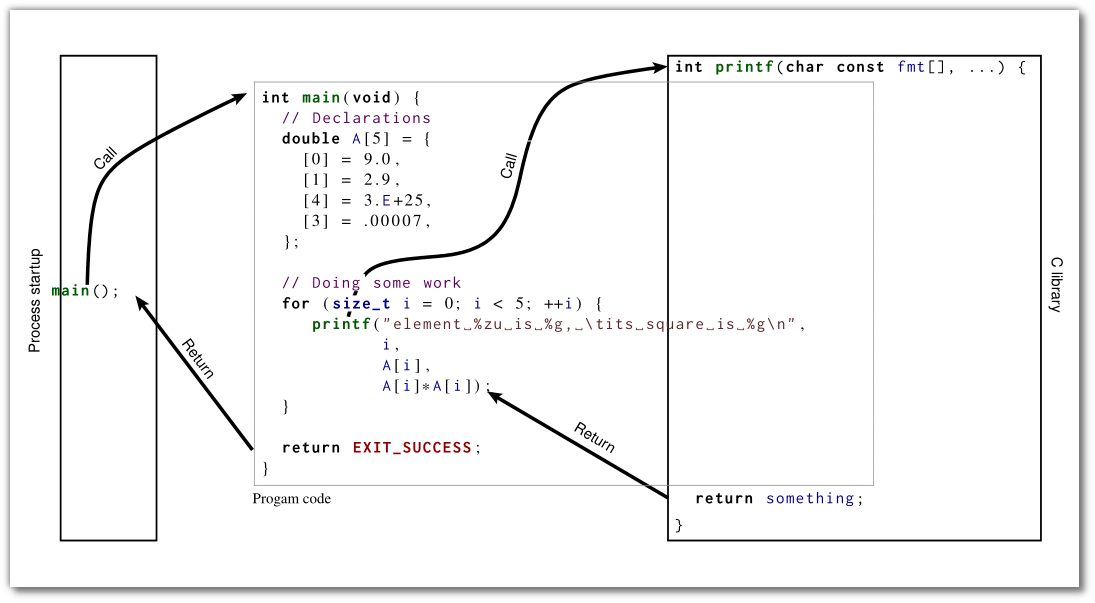 Process startup
main();
Call
Return
int main(void) {
// Declarations
double A[5] = {
[0] = 9.0,
[1] = 2.9,
[4] = 3.E+25,
[3] = .00007,
};
// Doing some work
for (size_t i = 0; i < 5; ++i) {
printf("element␣%zu␣is␣%g,␣\tits␣square␣is␣%g\n",
i,
A[i],
A[i]*A[i]);
}
return EXIT_SUCCESS;
}
Progam code
Call
Return
int printf(char const fmt[], ...) {
return something;
}
C library